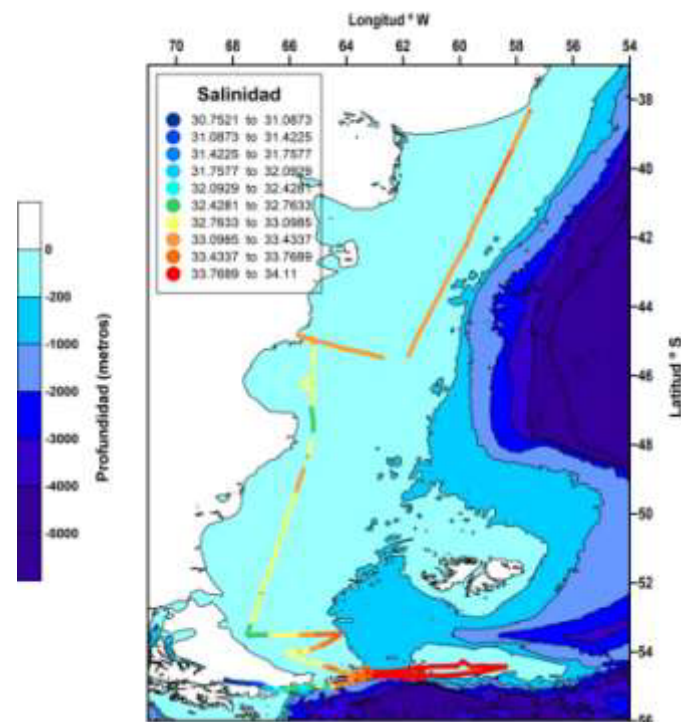 Longitud º W
70 68 66 64 62 60 58 56 54
Salinidad
30.7521 to 31.0873
31.0873 to 31.4225
31.4225 to 31.7577
31.7577 to 32.0929
32.0929 to 32.4281
32.4281 to 32.7633
32.7633 to 33.0985
33.0985 to 33.4337
33.4337 to 33.7689
33.7689 to 34.11
0
-200
-1000
-2000
-3000
-4000
-5000
Profundidad (metros)
38
40
42
44
46
48
50
52
54
56
Latitud º S